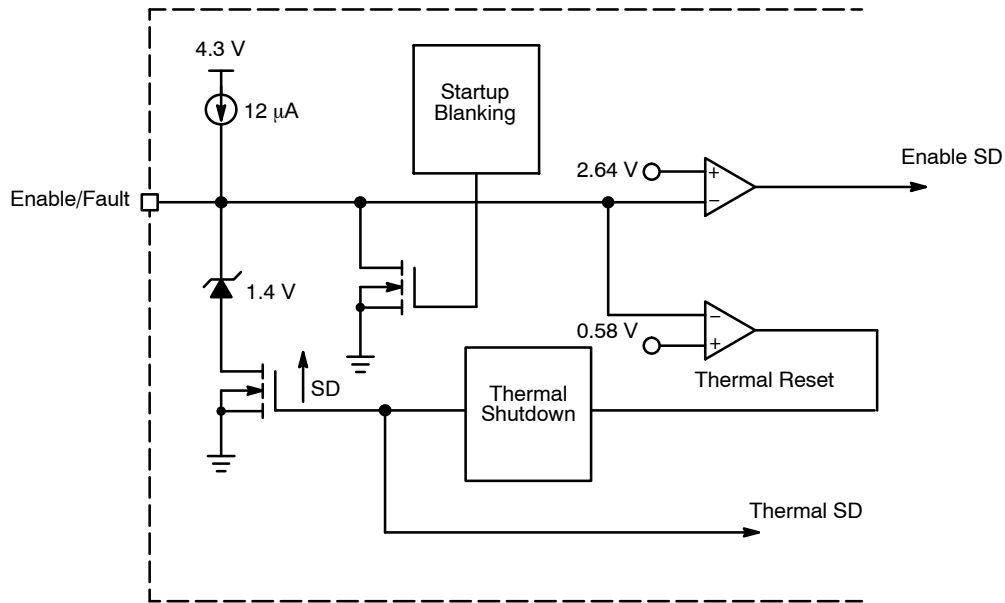 4.3 V
12 μA
Startup
Blanking
Enable/Fault
2.64 V
+
−
Enable SD
1.4 V
0.58 V
−
+
Thermal Reset
SD
Thermal
Shutdown
Thermal SD